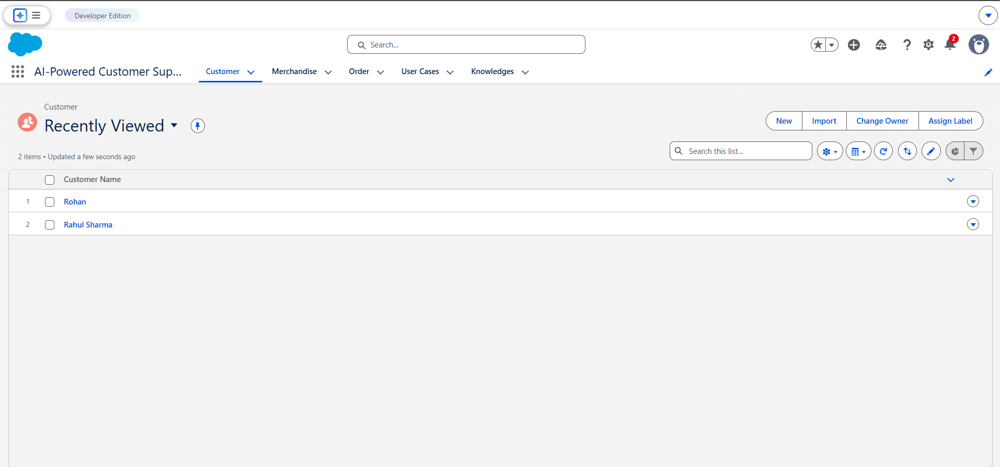 Developer Edition
Search...
2
AI-Powered Customer Sup...
Customer
Merchandise
Order
User Cases
Knowledges
Customer
Recently Viewed
New
Import
Change Owner
Assign Label
2 items • Updated a few seconds ago
Search this list...
Customer Name
1 Rohan
2 Rahul Sharma